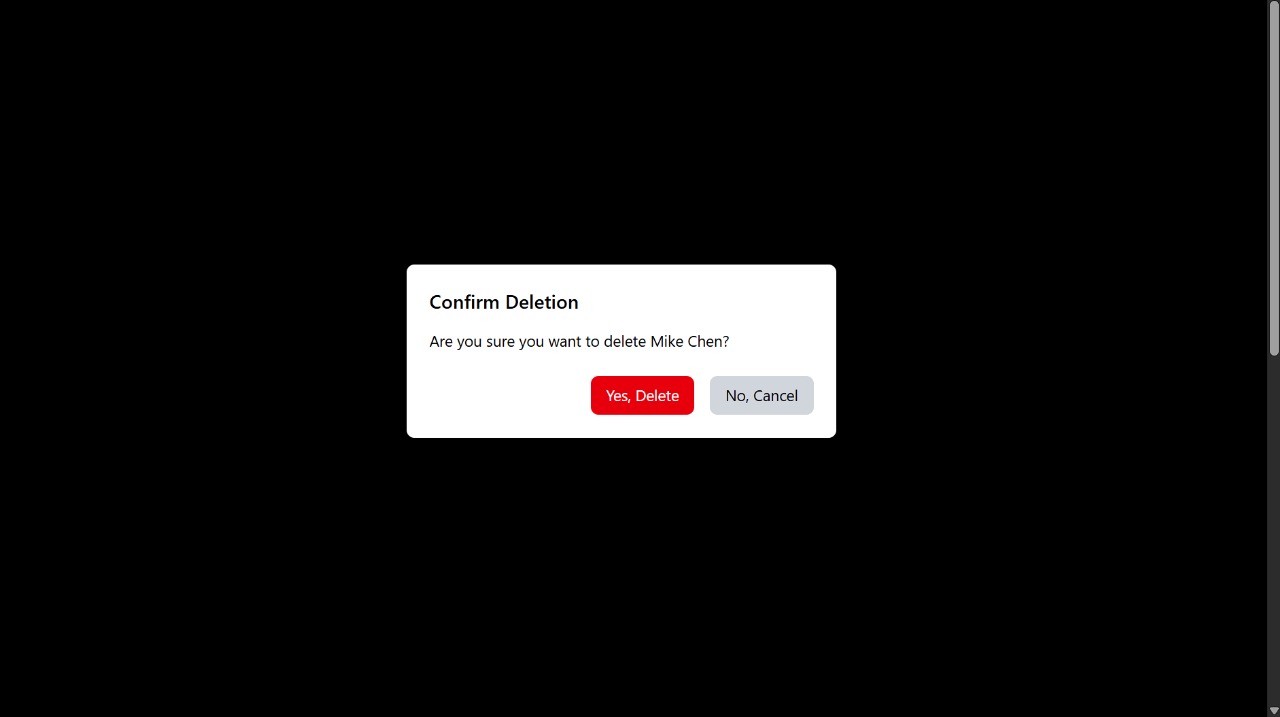 Confirm Deletion
Are you sure you want to delete Mike Chen?
Yes, Delete
No, Cancel